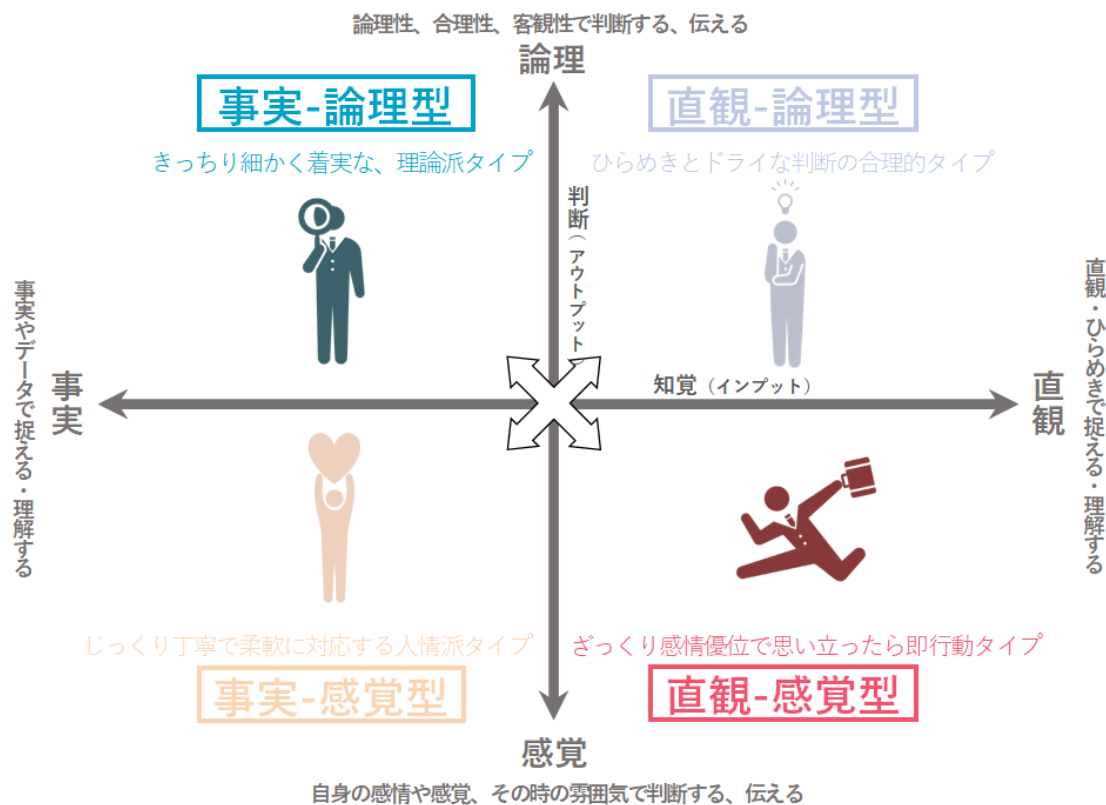 論理性、合理性、客観性で判断する、伝える
論理
事実-論理型
直観-論理型
きっちり細かく着実な、理論派タイプ
ひらめきとドライな判断の合理的タイプ
判断（アウトプット）
事実やデータで捉える・理解する
事実
知覚（インプット）
直観
直観・ひらめきで捉える・理解する
じっくり丁寧で柔軟に対応する人情派タイプ
ざっくり感情優位で思い立ったら即行動タイプ
事実-感覚型
直観-感覚型
感覚
自身の感情や感覚、その時の雰囲気で判断する、伝える